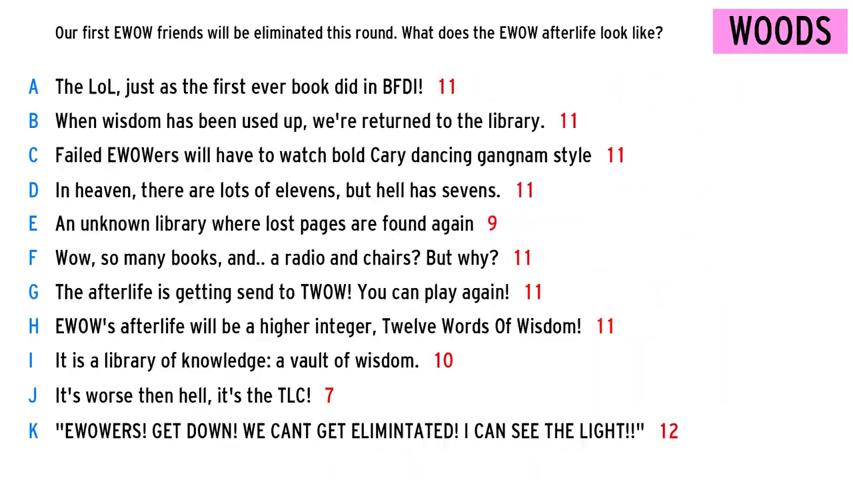 Our first EWOW friends will be eliminated this round. What does the EWOW afterlife look like?
WOODS
A The LoL, just as the first ever book did in BFDI! 11
B When wisdom has been used up, we're returned to the library. 11
C Failed EWOWers will have to watch bold Cary dancing gangnam style 11
D In heaven, there are lots of elevens, but hell has sevens. 11
E An unknown library where lost pages are found again 9
F Wow, so many books, and.. a radio and chairs? But why? 11
G The afterlife is getting send to TWOW! You can play again! 11
H EWOW's afterlife will be a higher integer, Twelve Words Of Wisdom! 11
I It is a library of knowledge: a vault of wisdom. 10
J It's worse then hell, it's the TLC! 7
K "EWOWERS! GET DOWN! WE CANT GET ELIMINTATED! I CAN SEE THE LIGHT!!" 12